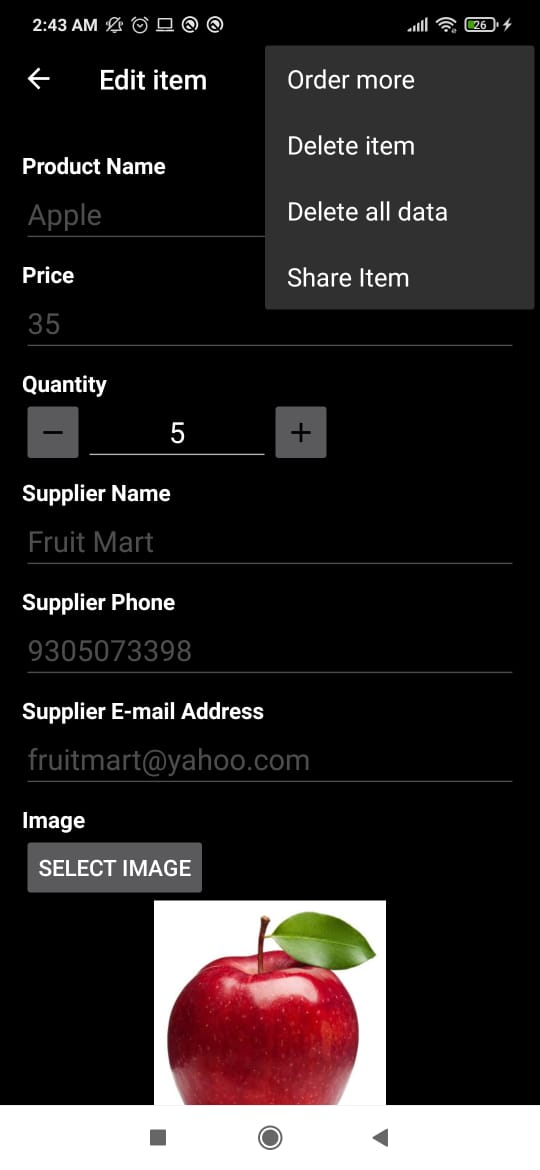 2:43 AM 26
Edit item
Order more
Delete item
Delete all data
Share Item
Product Name
Apple
Price
35
Quantity
− 5 +
Supplier Name
Fruit Mart
Supplier Phone
9305073398
Supplier E-mail Address
fruitmart@yahoo.com
Image
SELECT IMAGE